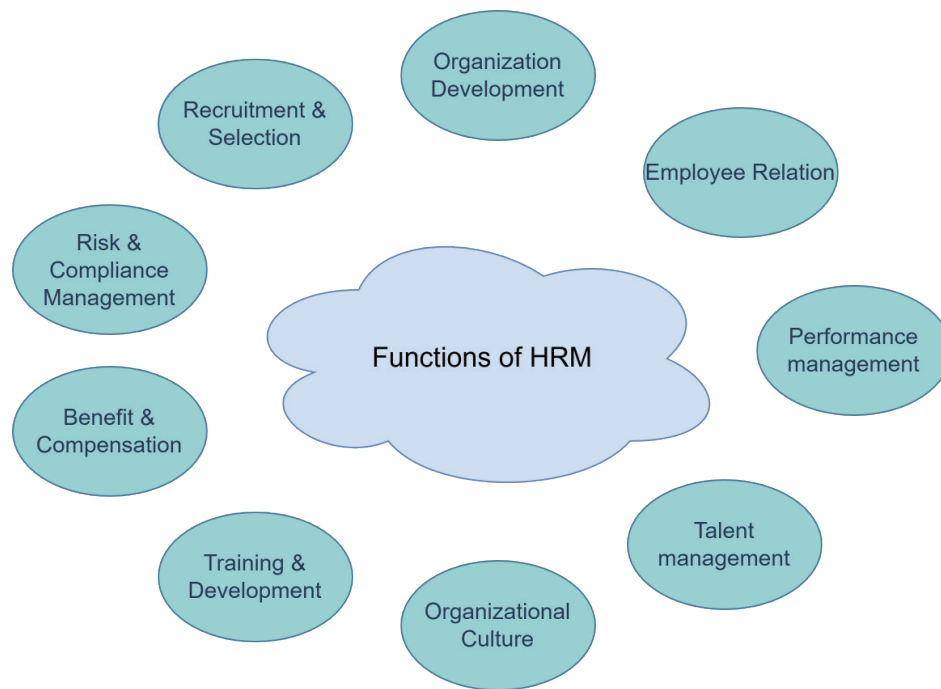 Organization
Development
Recruitment &
Selection
Employee Relation
Risk &
Compliance
Management
Functions of HRM
Performance
management
Benefit &
Compensation
Talent
management
Training &
Development
Organizational
Culture